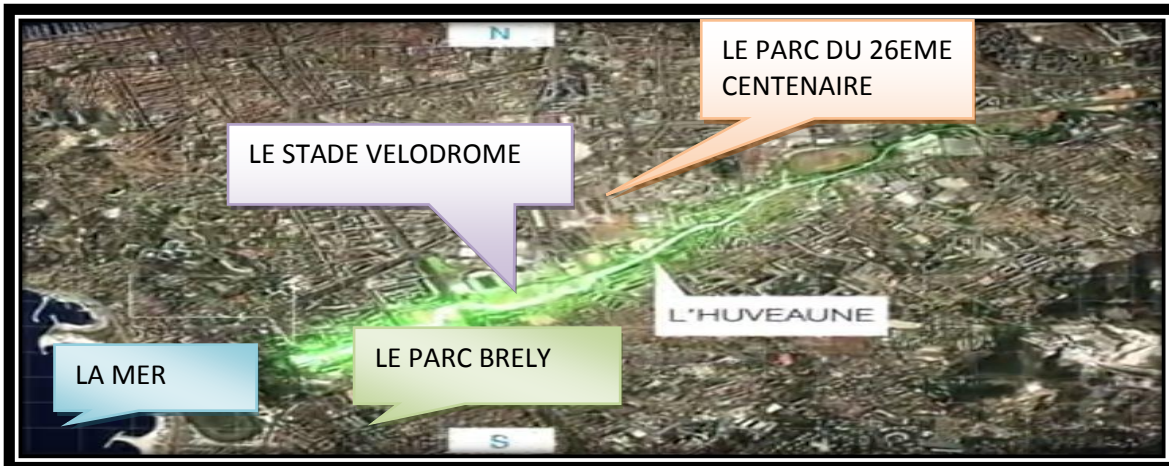 N
LE PARC DU 26EME
CENTENAIRE
LE STADE VELODROME
L'HUVEAUNE
LE PARC BRELY
LA MER
S